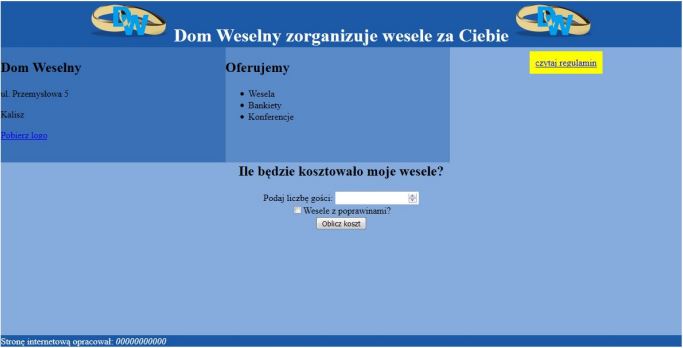 DW Dom Weselny zorganizuje wesele za Ciebie DW
Dom Weselny
ul. Przemysłowa 5
Kalisz
Pobierz logo
Oferujemy
Wesela
Bankiety
Konferencje
czytaj regulamin
Ile będzie kosztowało moje wesele?
Podaj liczbę gości:
Wesele z poprawinami?
Oblicz koszt
Stronę internetową opracował: 00000000000